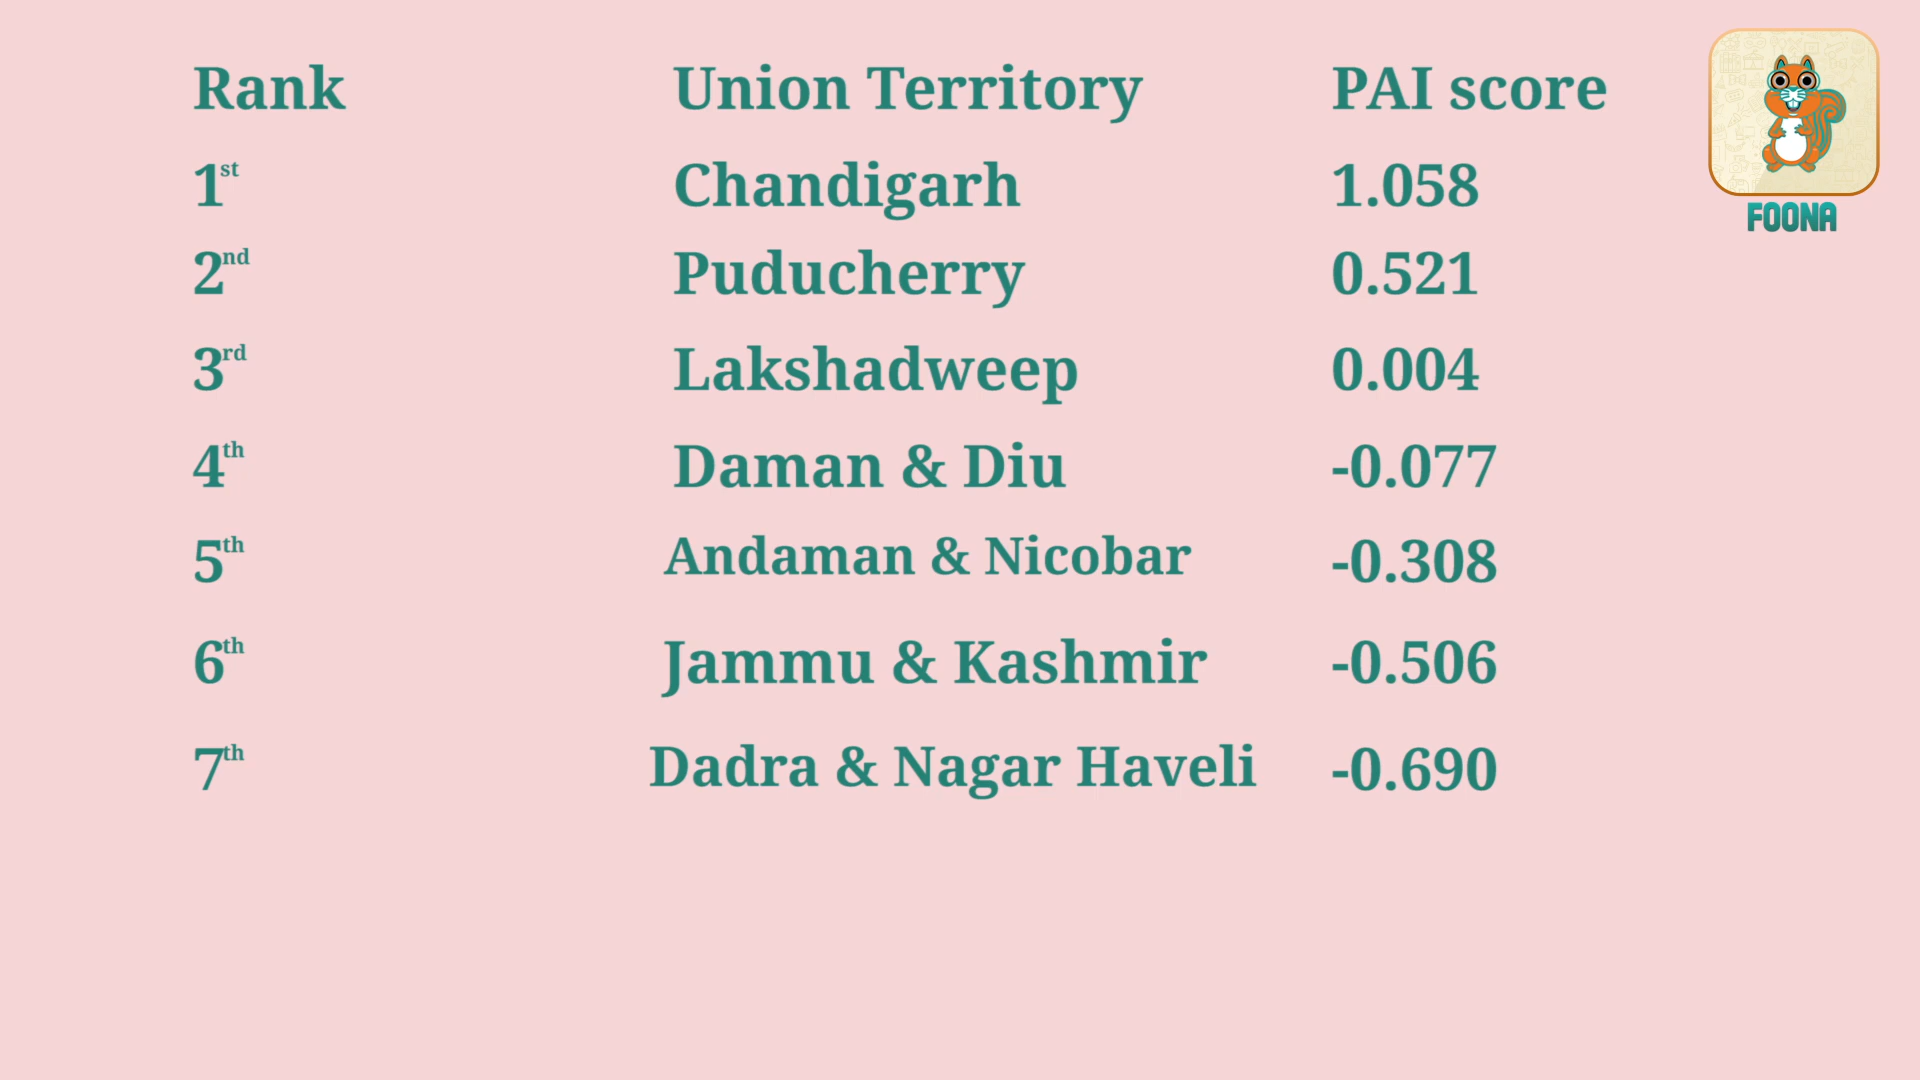 Rank Union Territory PAI score
1st Chandigarh 1.058
2nd Puducherry 0.521
3rd Lakshadweep 0.004
4th Daman & Diu -0.077
5th Andaman & Nicobar -0.308
6th Jammu & Kashmir -0.506
7th Dadra & Nagar Haveli -0.690
FOONA